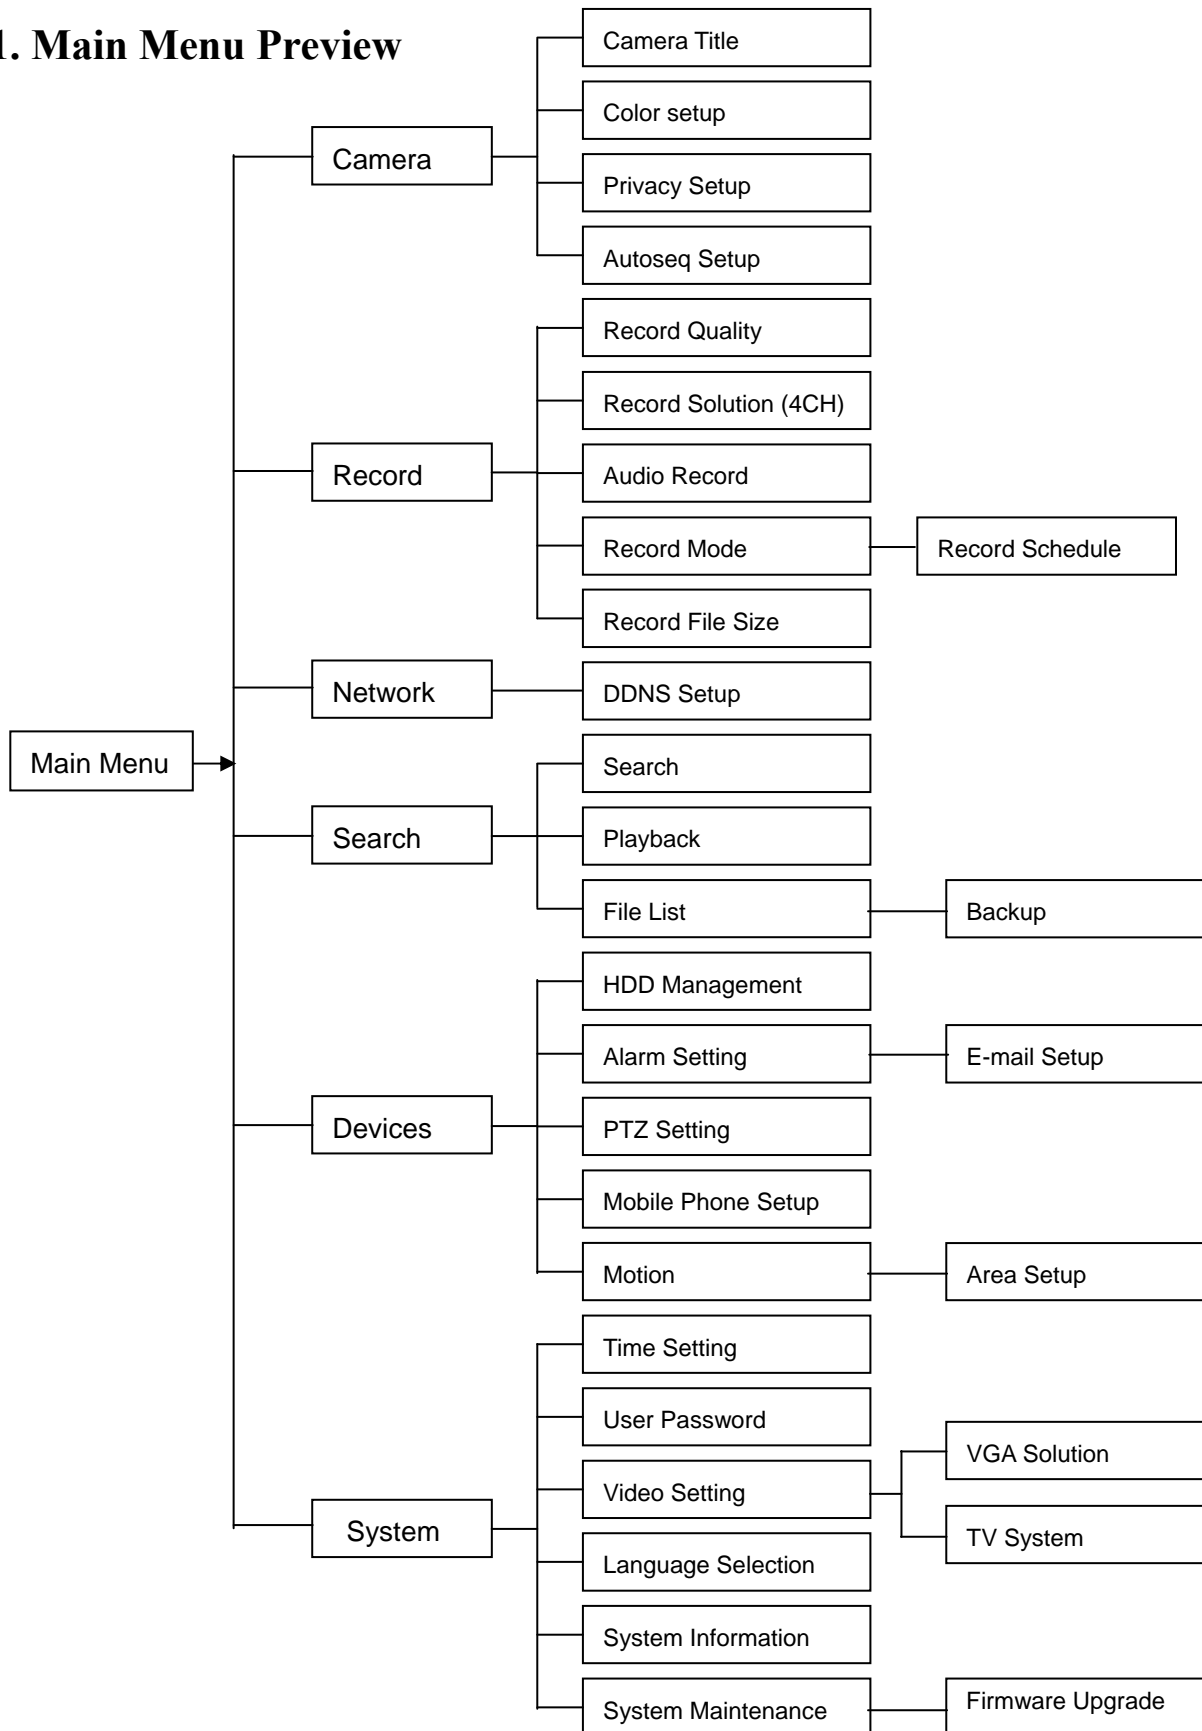 1. Main Menu Preview
Camera Title
Color setup
Camera
Privacy Setup
Autoseq Setup
Record Quality
Record Solution (4CH)
Record
Audio Record
Record Mode
Record Schedule
Record File Size
Network
DDNS Setup
Main Menu
Search
Search
Playback
File List
Backup
HDD Management
Alarm Setting
E-mail Setup
Devices
PTZ Setting
Mobile Phone Setup
Motion
Area Setup
Time Setting
User Password
VGA Solution
Video Setting
System
TV System
Language Selection
System Information
System Maintenance
Firmware Upgrade